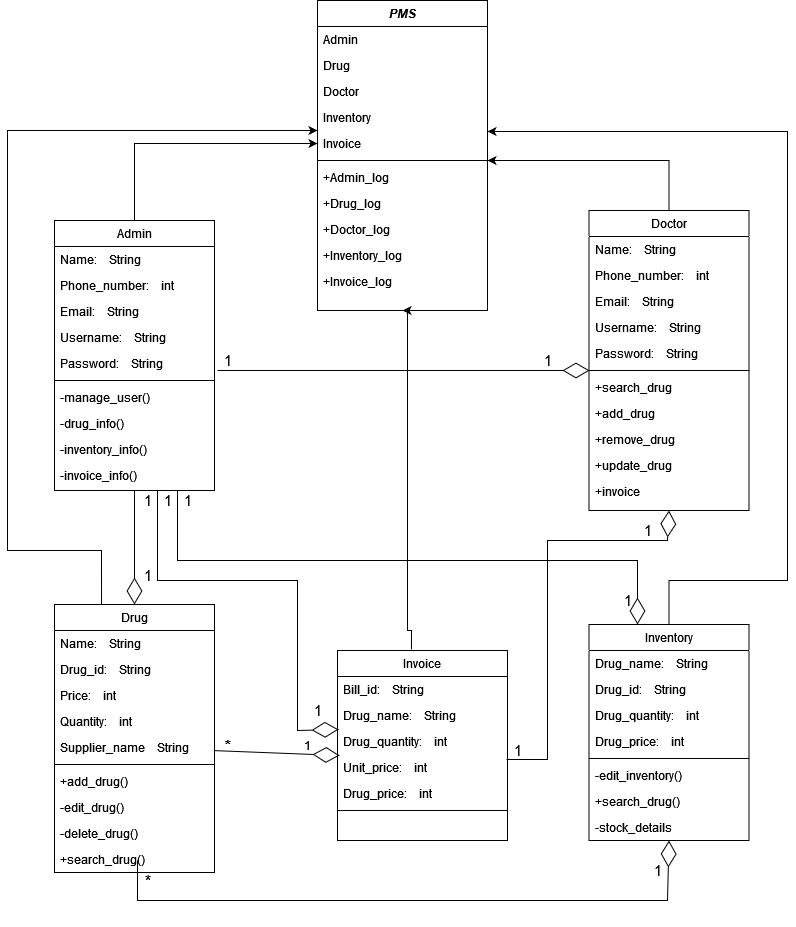 PMS
Admin
Drug
Doctor
Inventory
Invoice
+Admin_log
+Drug_log
+Doctor_log
+Inventory_log
+Invoice_log
Admin
Name: String
Phone_number: int
Email: String
Username: String
Password: String
-manage_user()
-drug_info()
-inventory_info()
-invoice_info()
Doctor
Name: String
Phone_number: int
Email: String
Username: String
Password: String
+search_drug
+add_drug
+remove_drug
+update_drug
+invoice
1
1
1
1
1
1
1
1
Drug
Name: String
Drug_id: String
Price: int
Quantity: int
Supplier_name String
+add_drug()
-edit_drug()
-delete_drug()
+search_drug()
Invoice
Bill_id: String
Drug_name: String
Drug_quantity: int
Unit_price: int
Drug_price: int
Inventory
Drug_name: String
Drug_id: String
Drug_quantity: int
Drug_price: int
-edit_inventory()
+search_drug()
-stock_details
1
*
1
1
*
1